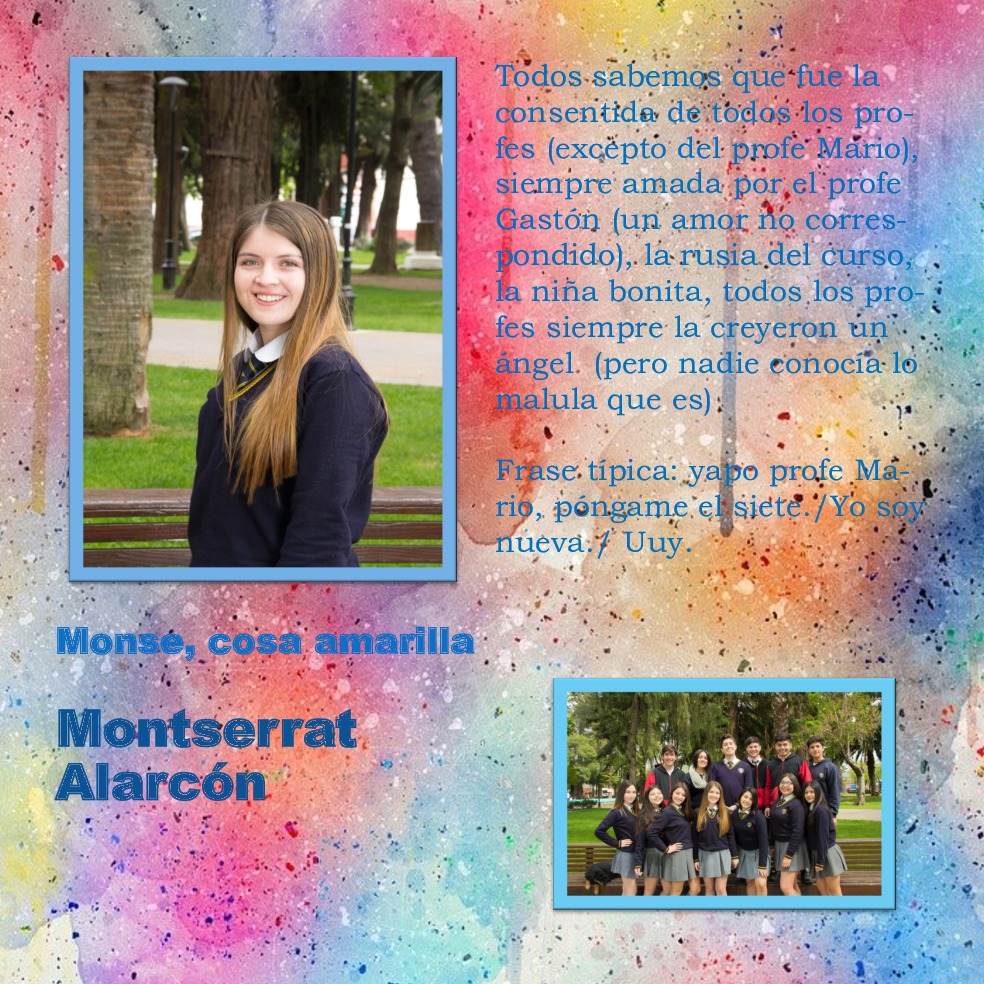 Todos sabemos que fue la
consentida de todos los pro-
fes (excepto del profe Mario),
siempre amada por el profe
Gastón (un amor no corres-
pondido), la rusia del curso,
la niña bonita, todos los pro-
fes siempre la creyeron un
ángel. (pero nadie conocía lo
malula que es)
Frase típica: yapo profe Ma-
rio, póngame el siete./Yo soy
nueva./ Uuy.
Monse, cosa amarilla
Montserrat
Alarcón